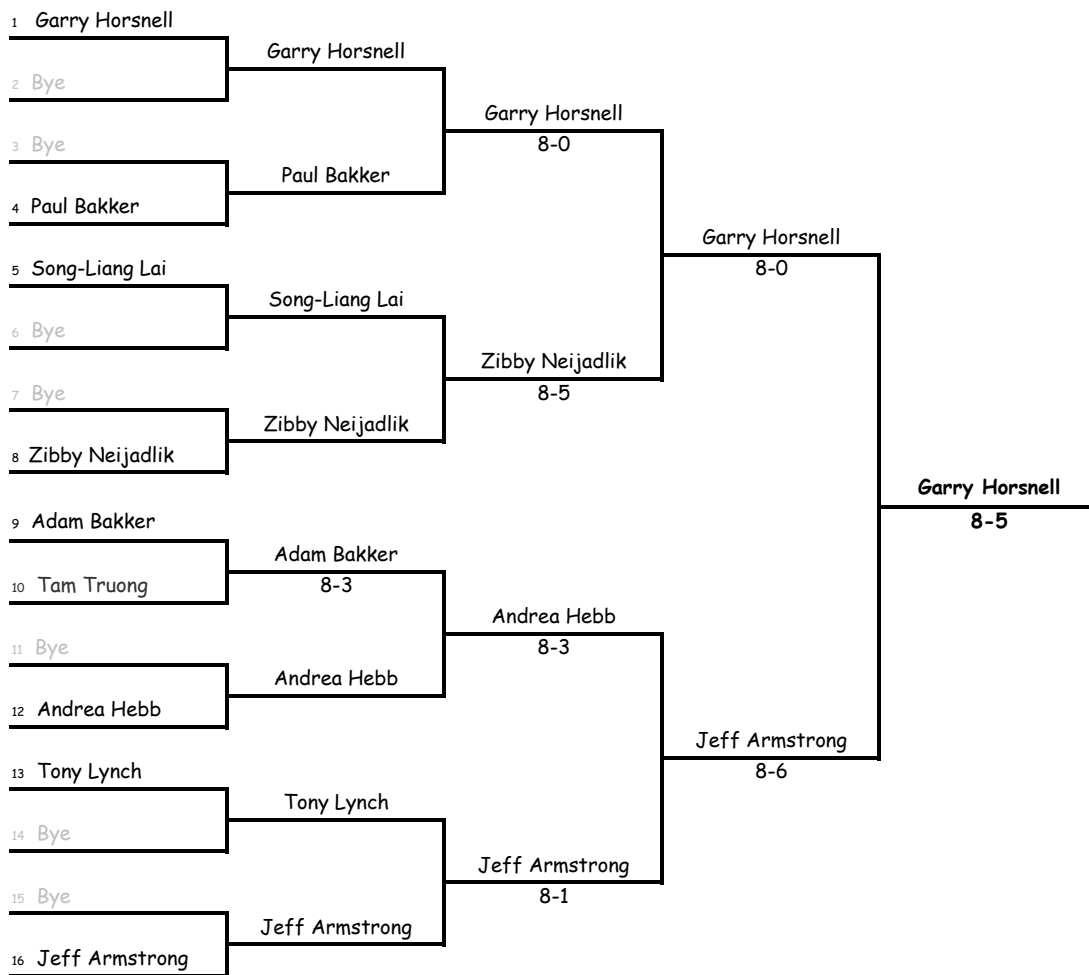 1 Garry Horsnell
2 Bye
3 Bye
4 Paul Bakker
5 Song-Liang Lai
6 Bye
7 Bye
8 Zibby Neijadlik
9 Adam Bakker
10 Tam Truong
11 Bye
12 Andrea Hebb
13 Tony Lynch
14 Bye
15 Bye
16 Jeff Armstrong
Garry Horsnell
Paul Bakker
Song-Liang Lai
Zibby Neijadlik
Adam Bakker
8-3
Andrea Hebb
Tony Lynch
Jeff Armstrong
Garry Horsnell
8-0
Zibby Neijadlik
8-5
Andrea Hebb
8-3
Jeff Armstrong
8-1
Garry Horsnell
8-0
Jeff Armstrong
8-6
Garry Horsnell
8-5